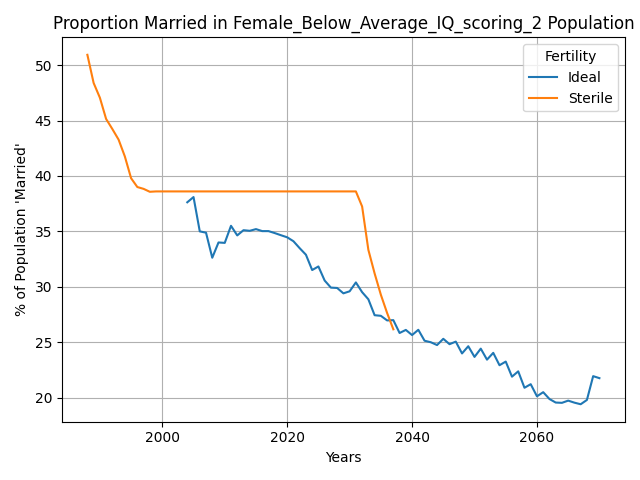 Proportion Married in Female_Below_Average_IQ_scoring_2 Population
% of Population 'Married'
50
45
40
35
30
25
20
Fertility
Ideal
Sterile
2000 2020 2040 2060
Years